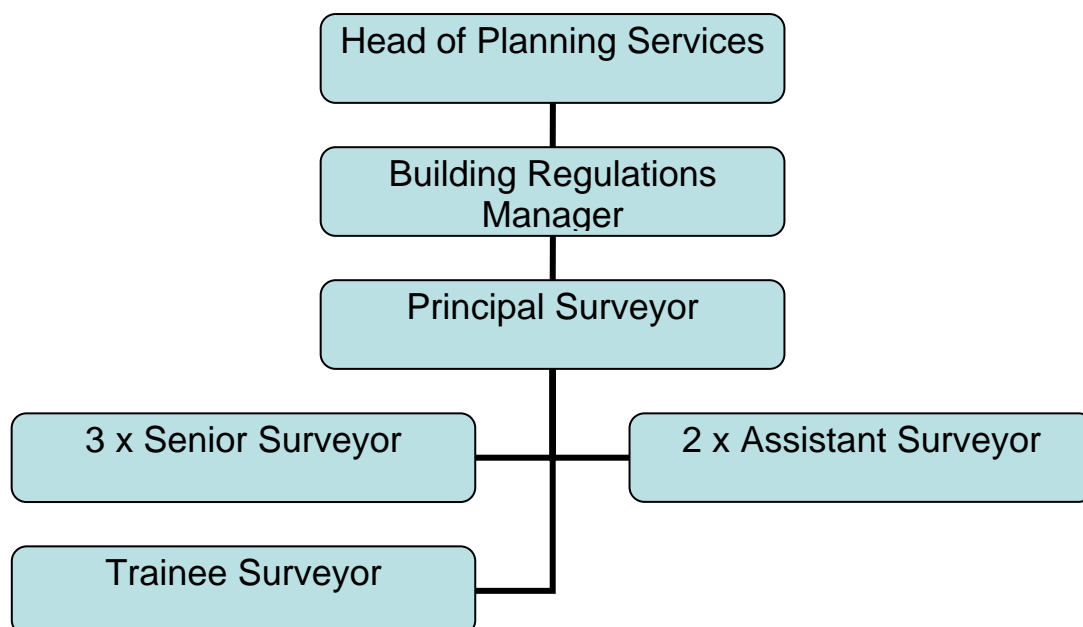 Head of Planning Services
Building Regulations
Manager
Principal Surveyor
3 x Senior Surveyor
2 x Assistant Surveyor
Trainee Surveyor